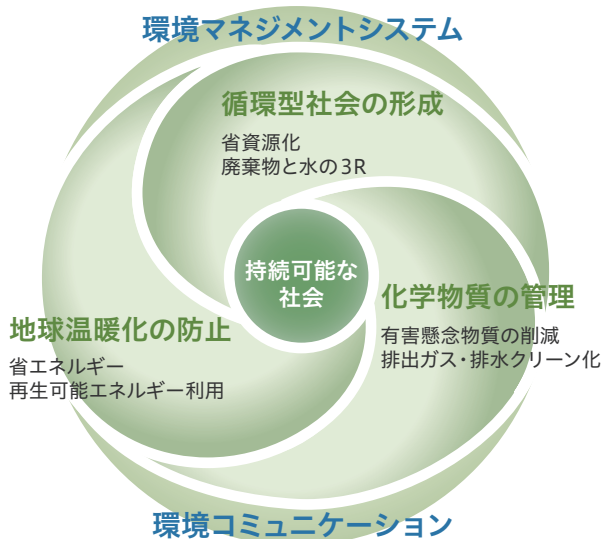 環境マネジメントシステム
循環型社会の形成
省資源化
廃棄物と水の3R
持続可能な
社会
化学物質の管理
有害懸念物質の削減
排出ガス・排水クリーン化
地球温暖化の防止
省エネルギー
再生可能エネルギー利用
環境コミュニケーション